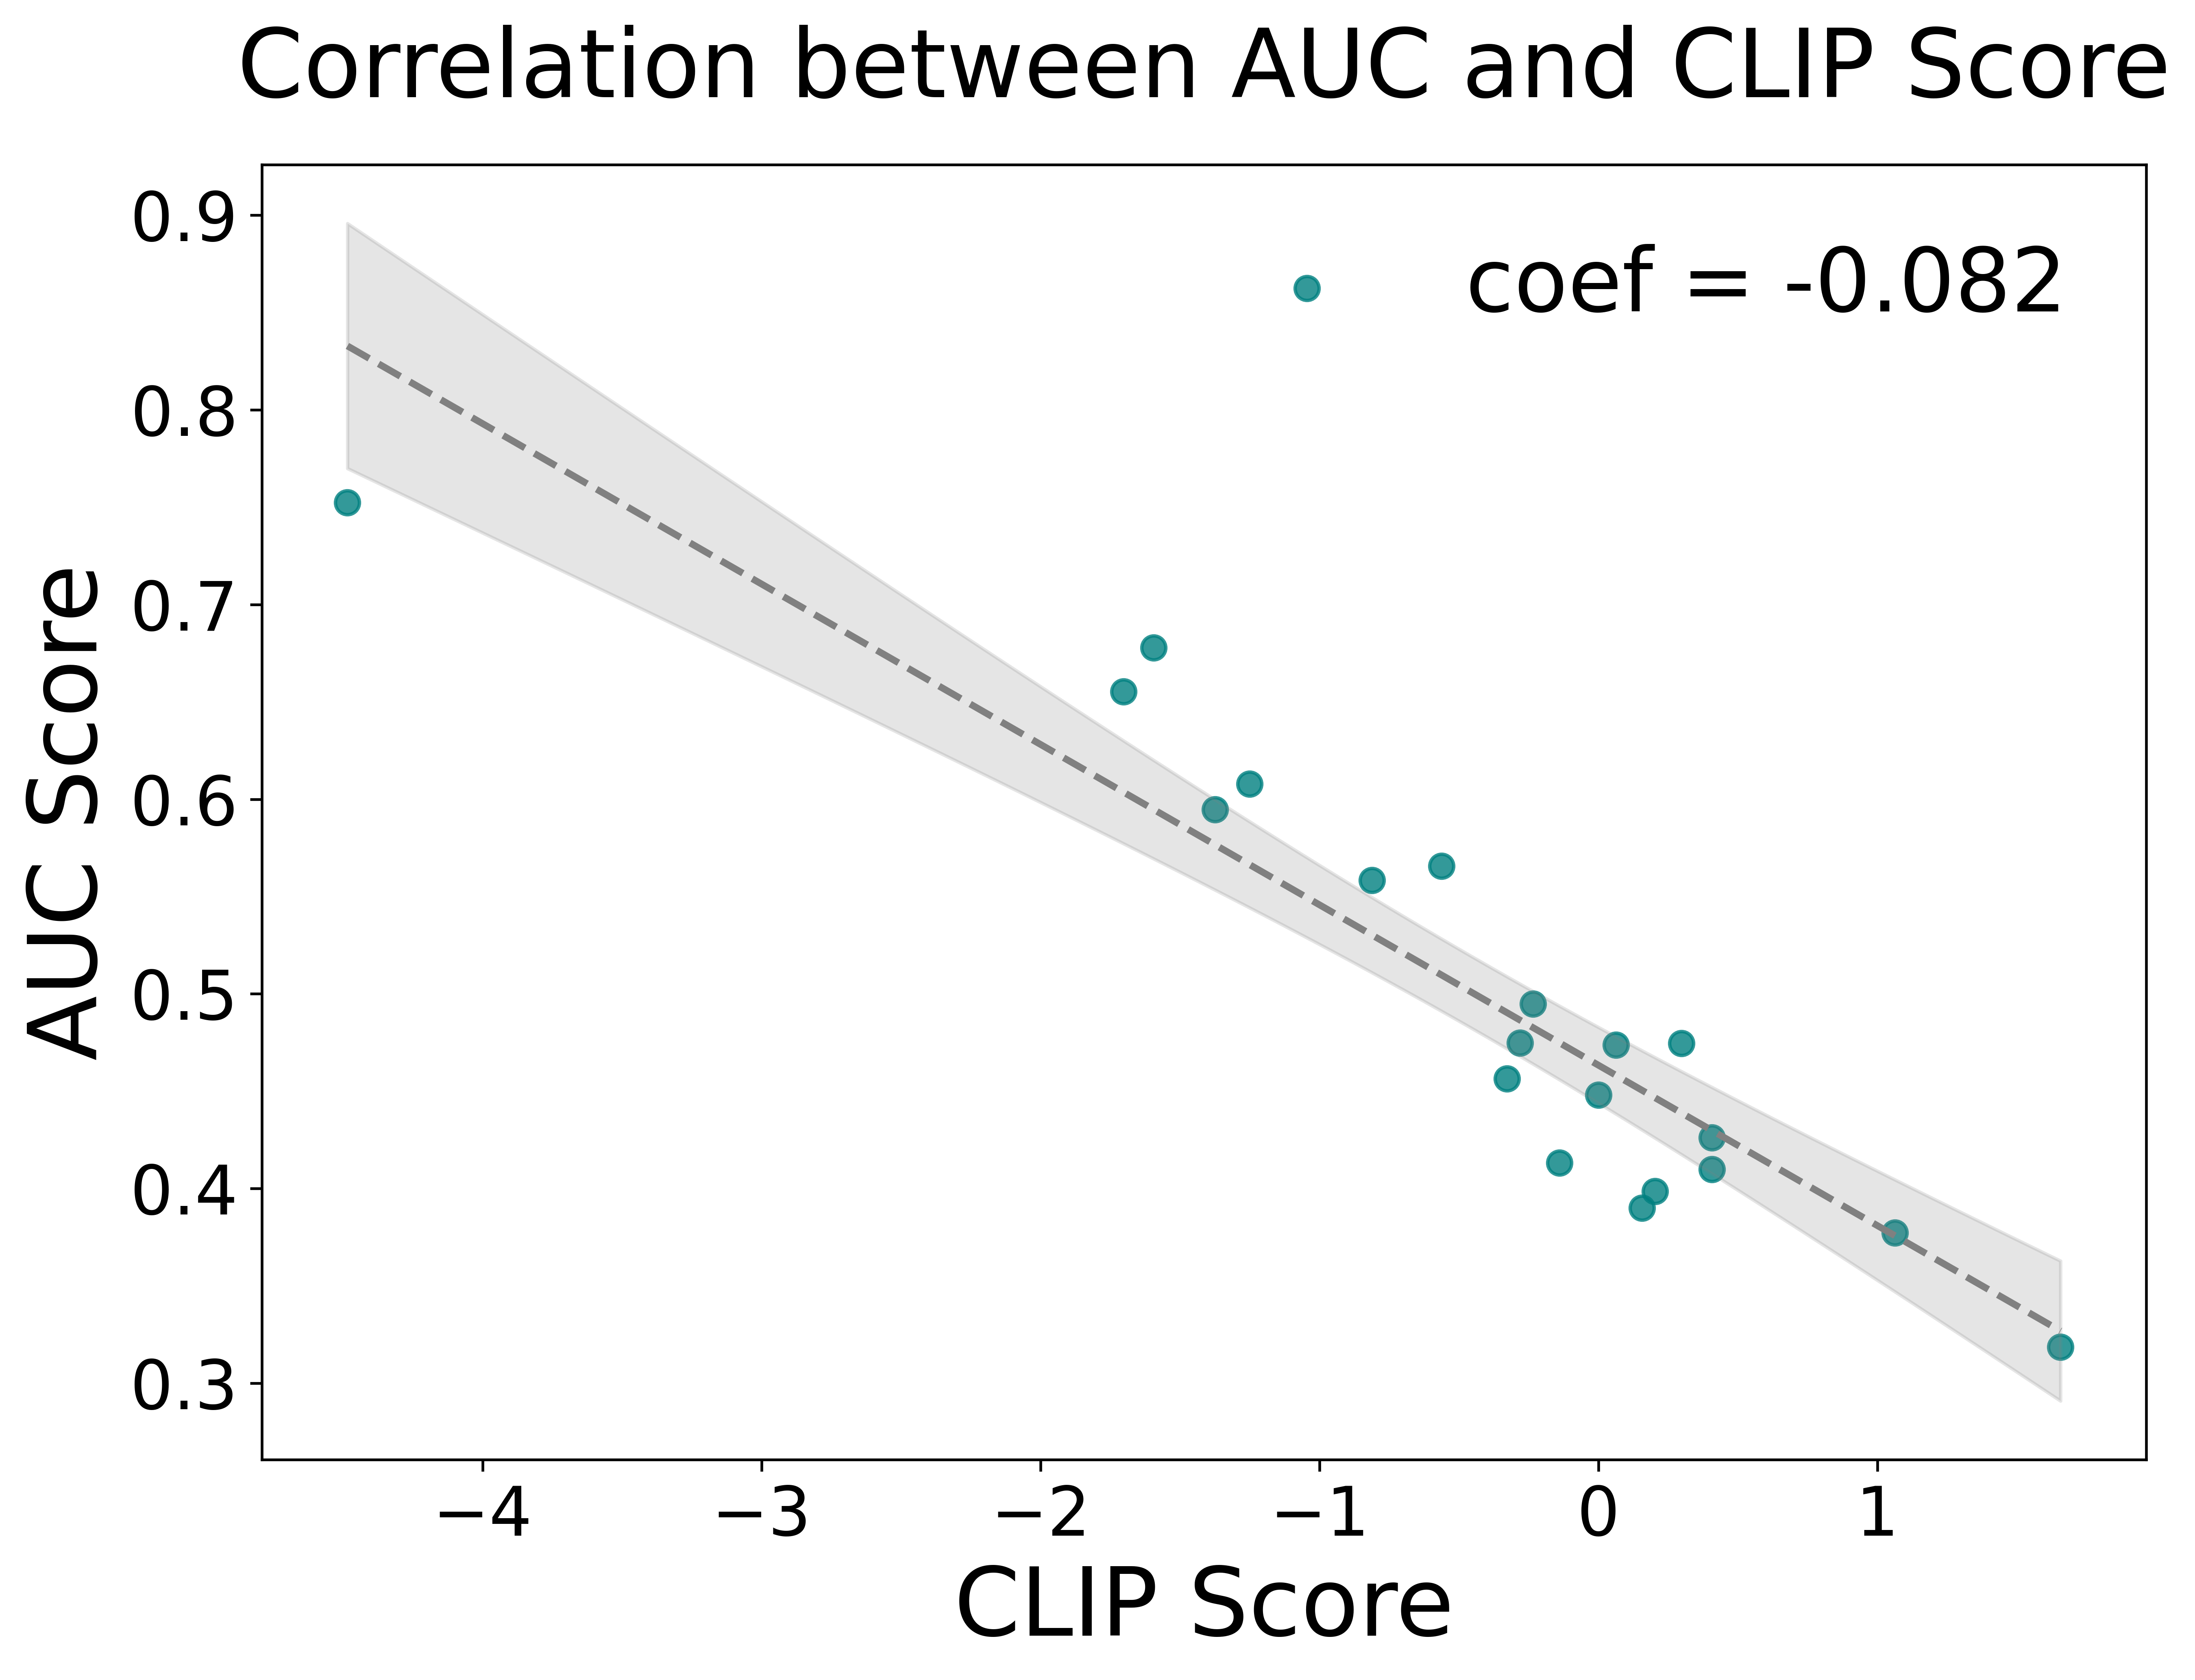 Correlation between AUC and CLIP Score
coef = -0.082
AUC Score
0.9
0.8
0.7
0.6
0.5
0.4
0.3
−4 −3 −2 −1 0 1
CLIP Score